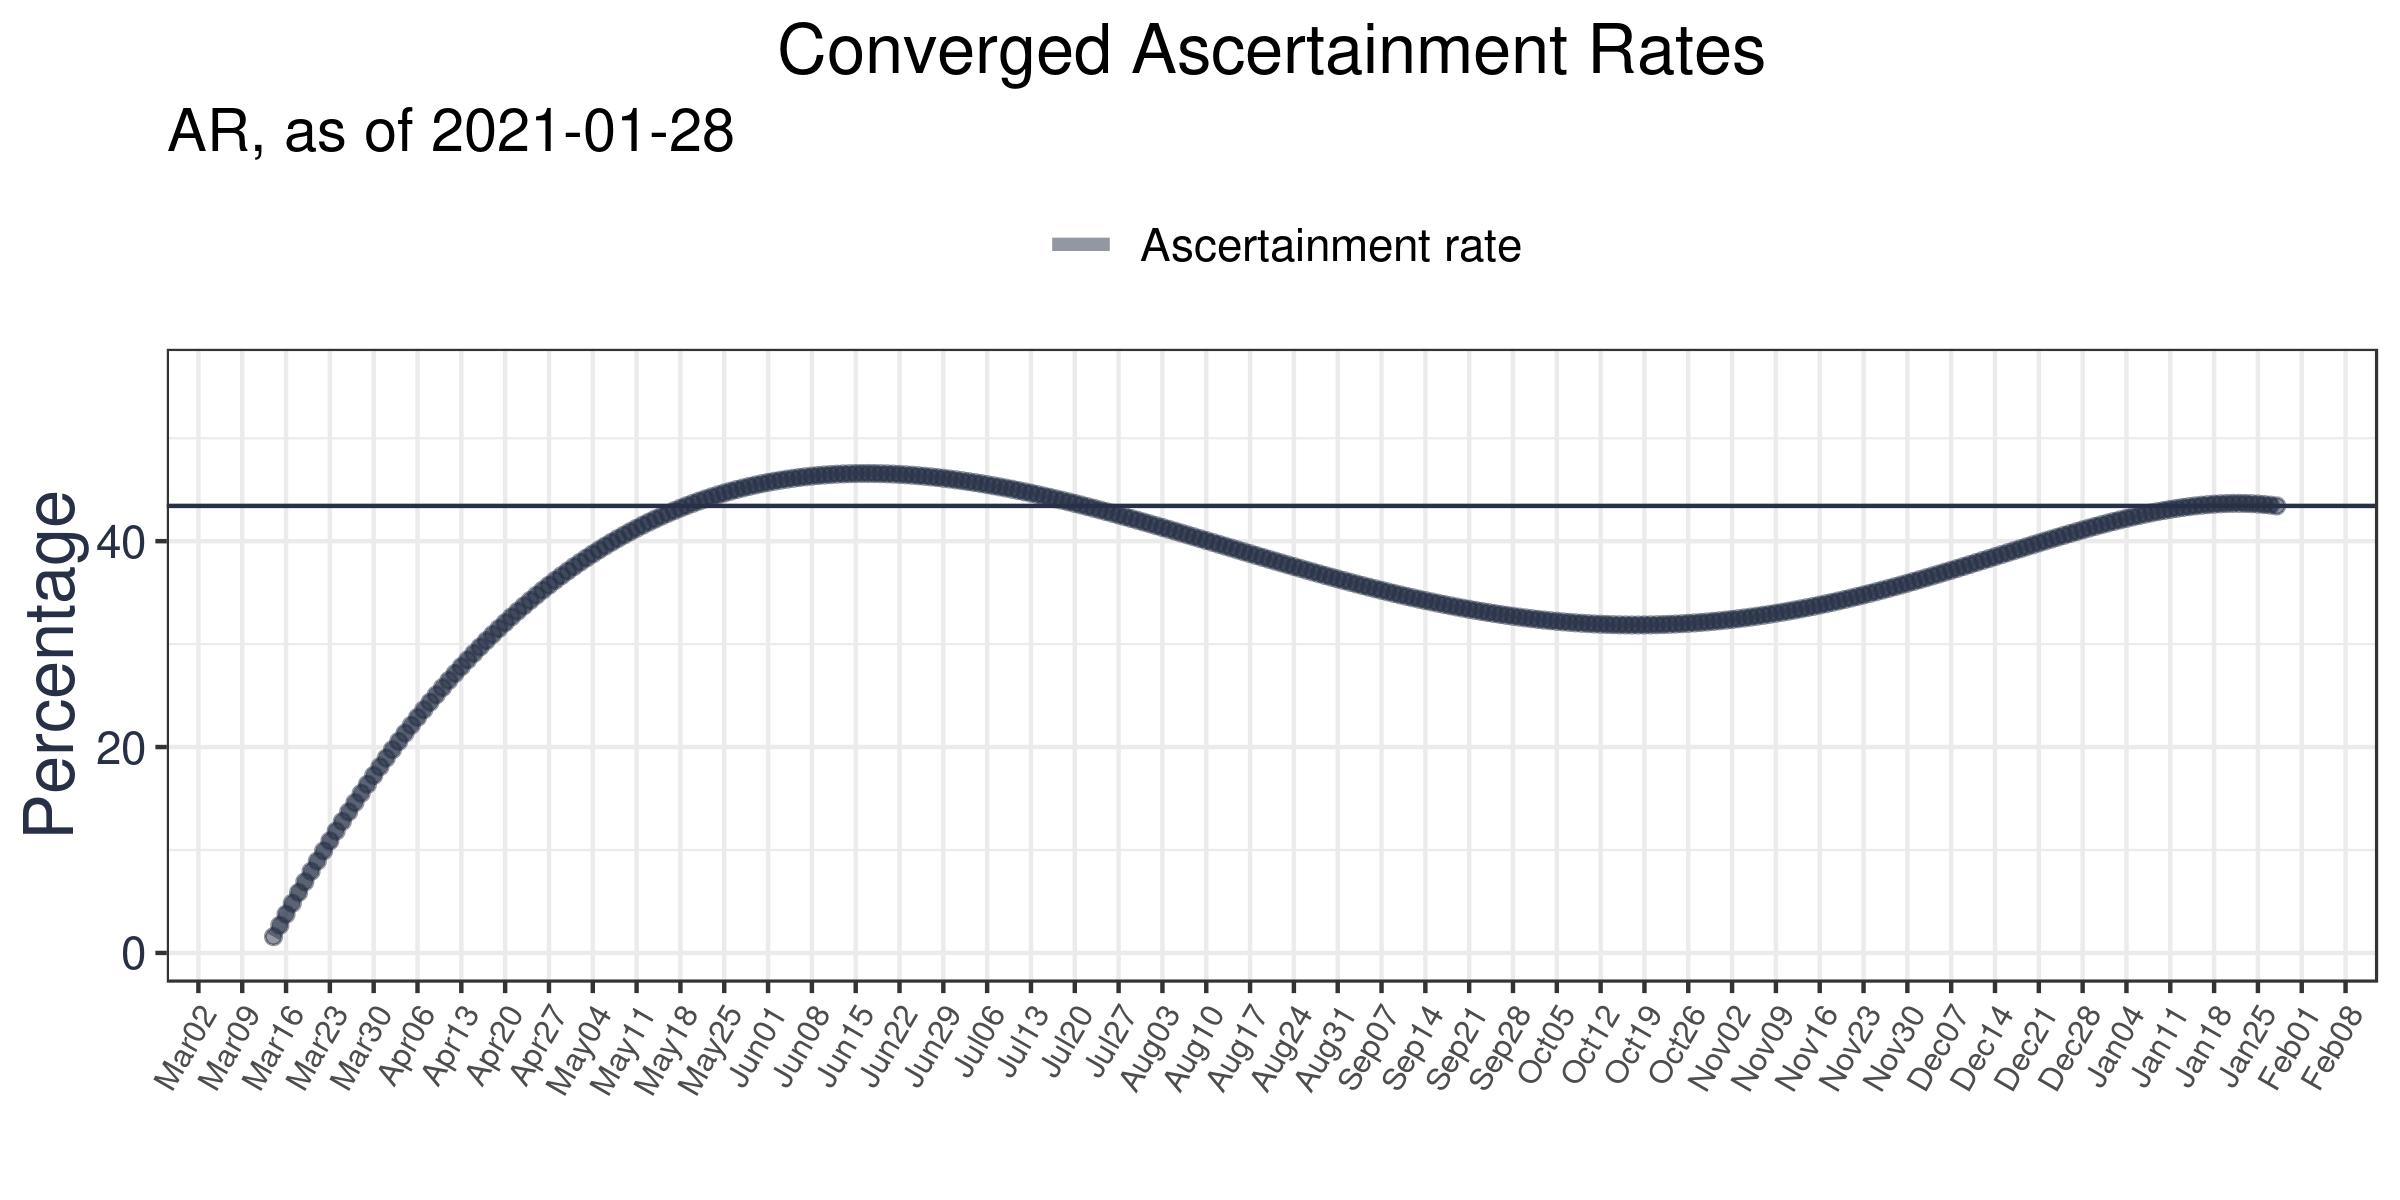 Converged Ascertainment Rates
AR, as of 2021-01-28
Ascertainment rate
Percentage
40
20
0
Mar02 Mar09 Mar16 Mar23 Mar30 Apr06 Apr13 Apr20 Apr27 May04 May11 May18 May25 Jun01 Jun08 Jun15 Jun22 Jun29 Jul06 Jul13 Jul20 Jul27 Aug03 Aug10 Aug17 Aug24 Aug31 Sep07 Sep14 Sep21 Sep28 Oct05 Oct12 Oct19 Oct26 Nov02 Nov09 Nov16 Nov23 Nov30 Dec07 Dec14 Dec21 Dec28 Jan04 Jan11 Jan18 Jan25 Feb01 Feb08